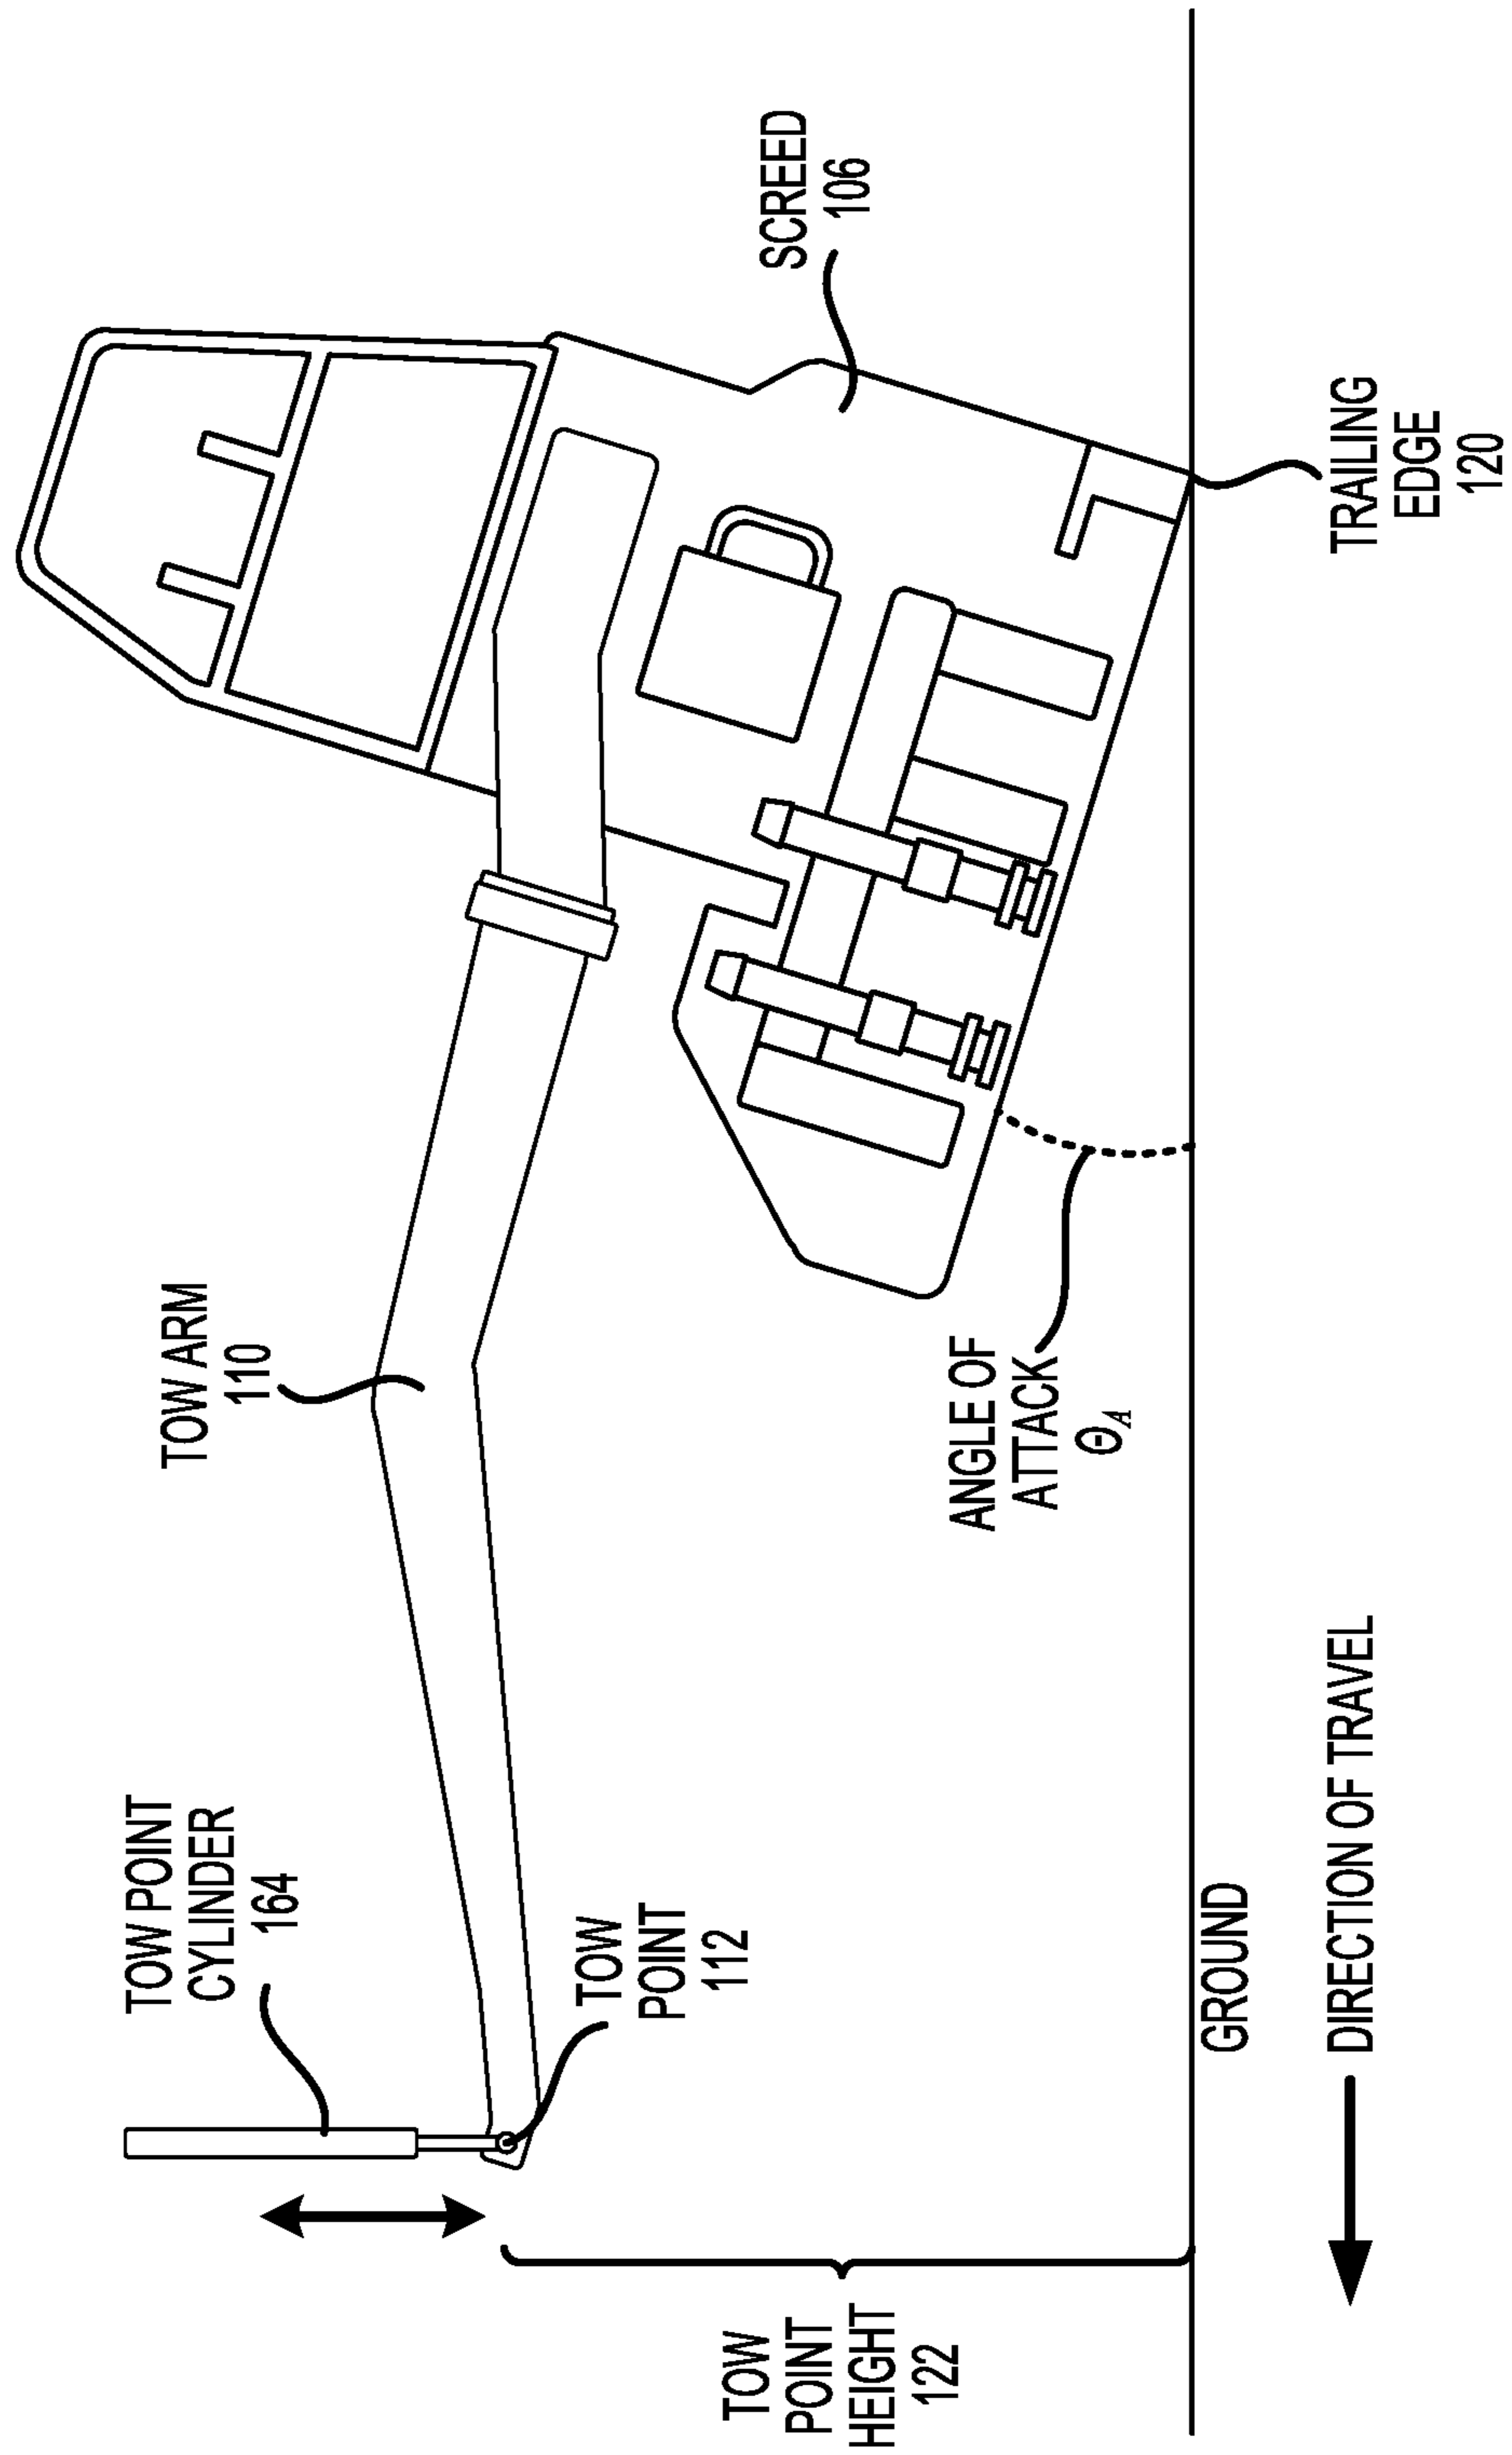 TOW POINT
CYLINDER
164
TOW ARM
110
SCREED
106
TOW
POINT
112
TOW
POINT
HEIGHT
122
ANGLE OF
ATTACK
ΘA
GROUND
TRAILING
EDGE
120
DIRECTION OF TRAVEL